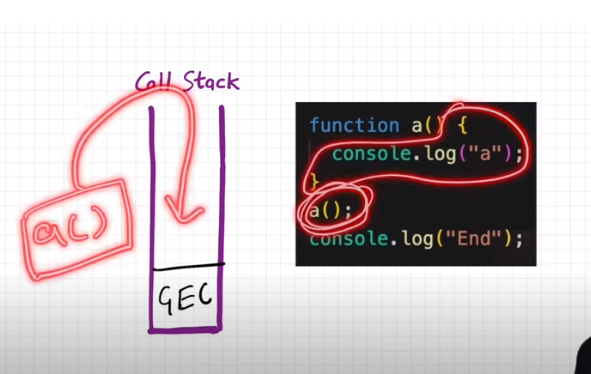 Call Stack
a()
GEC
function a() {
console.log("a");
}
a();
console.log("End");